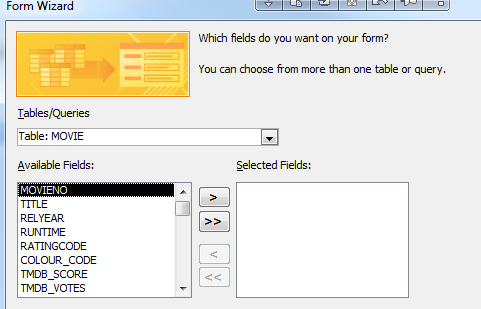 Form Wizard
Which fields do you want on your form?
You can choose from more than one table or query.
Tables/Queries
Table: MOVIE
Available Fields:
Selected Fields:
MOVIENO
TITLE
RELYEAR
RUNTIME
RATINGCODE
COLOUR_CODE
TMDB_SCORE
TMDB_VOTES
>
>>
<
<<